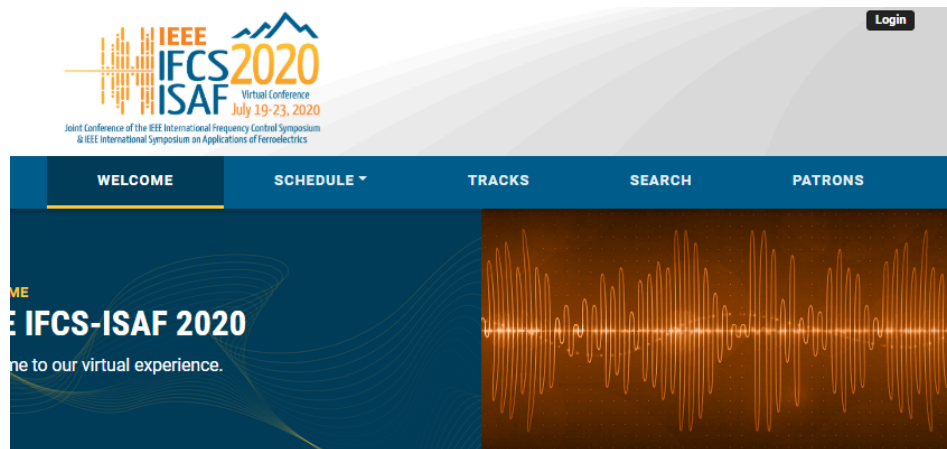 Login
IEEE
IFCS 2020
ISAF
Virtual Conference
July 19-23, 2020
Joint Conference of the IEEE International Frequency Control Symposium
& IEEE International Symposium on Applications of Ferroelectrics
WELCOME SCHEDULE TRACKS SEARCH PATRONS
ME
E IFCS-ISAF 2020
me to our virtual experience.